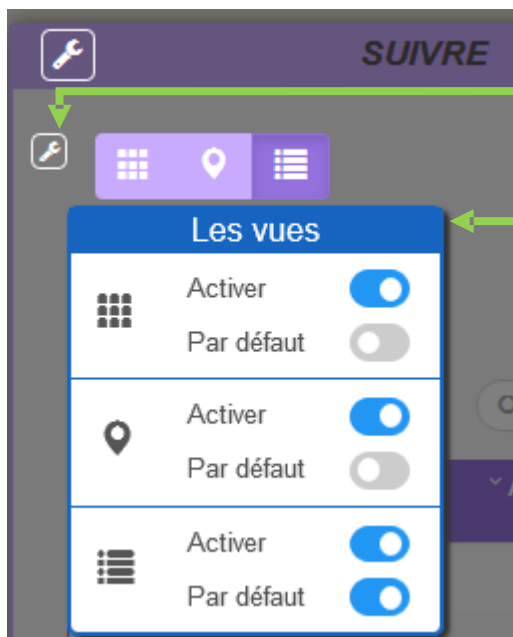 SUIVRE
Les vues
Activer
Par défaut
Activer
Par défaut
Activer
Par défaut